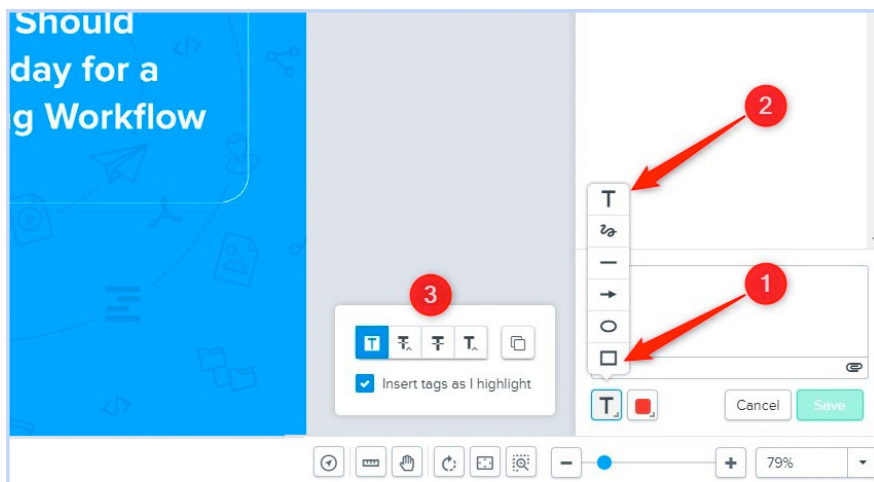 Should
day for a
g Workflow
2
T
1
3
T T T T
Insert tags as I highlight
T
Cancel Save
79%